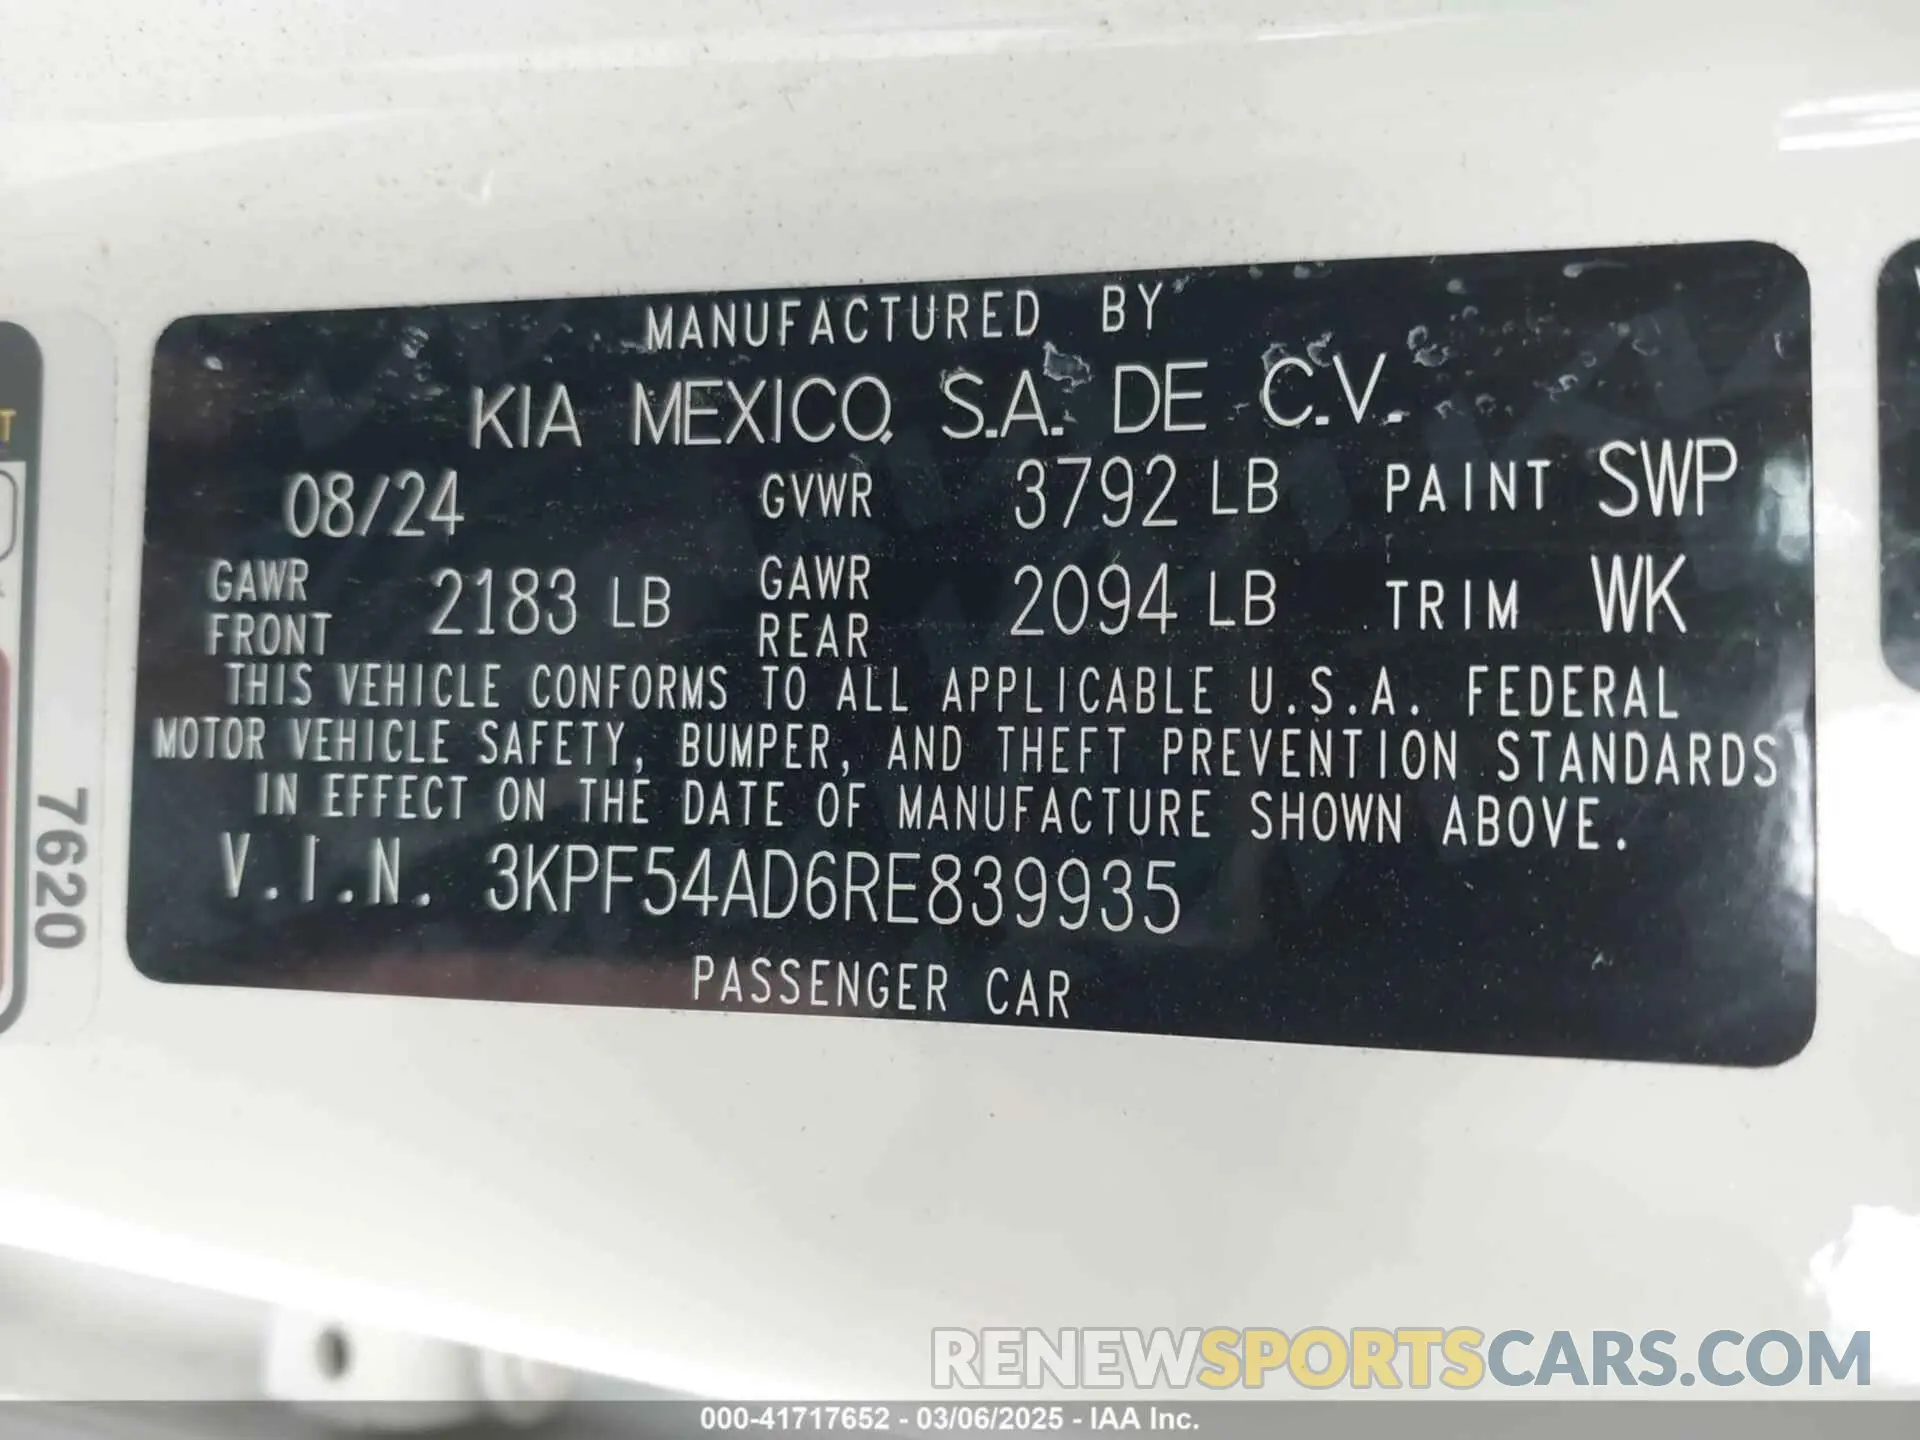 MANUFACTURED BY
KIA MEXICO, S.A. DE C.V.
08/24 GVWR 3792 LB PAINT SWP
GAWR FRONT 2183 LB GAWR REAR 2094 LB TRIM WK
THIS VEHICLE CONFORMS TO ALL APPLICABLE U.S.A. FEDERAL
MOTOR VEHICLE SAFETY, BUMPER, AND THEFT PREVENTION STANDARDS
IN EFFECT ON THE DATE OF MANUFACTURE SHOWN ABOVE.
V.I.N. 3KPF54AD6RE839935
PASSENGER CAR
7620
RENEWSPORTSCARS.COM
000-41717652 - 03/06/2025 - IAA Inc.